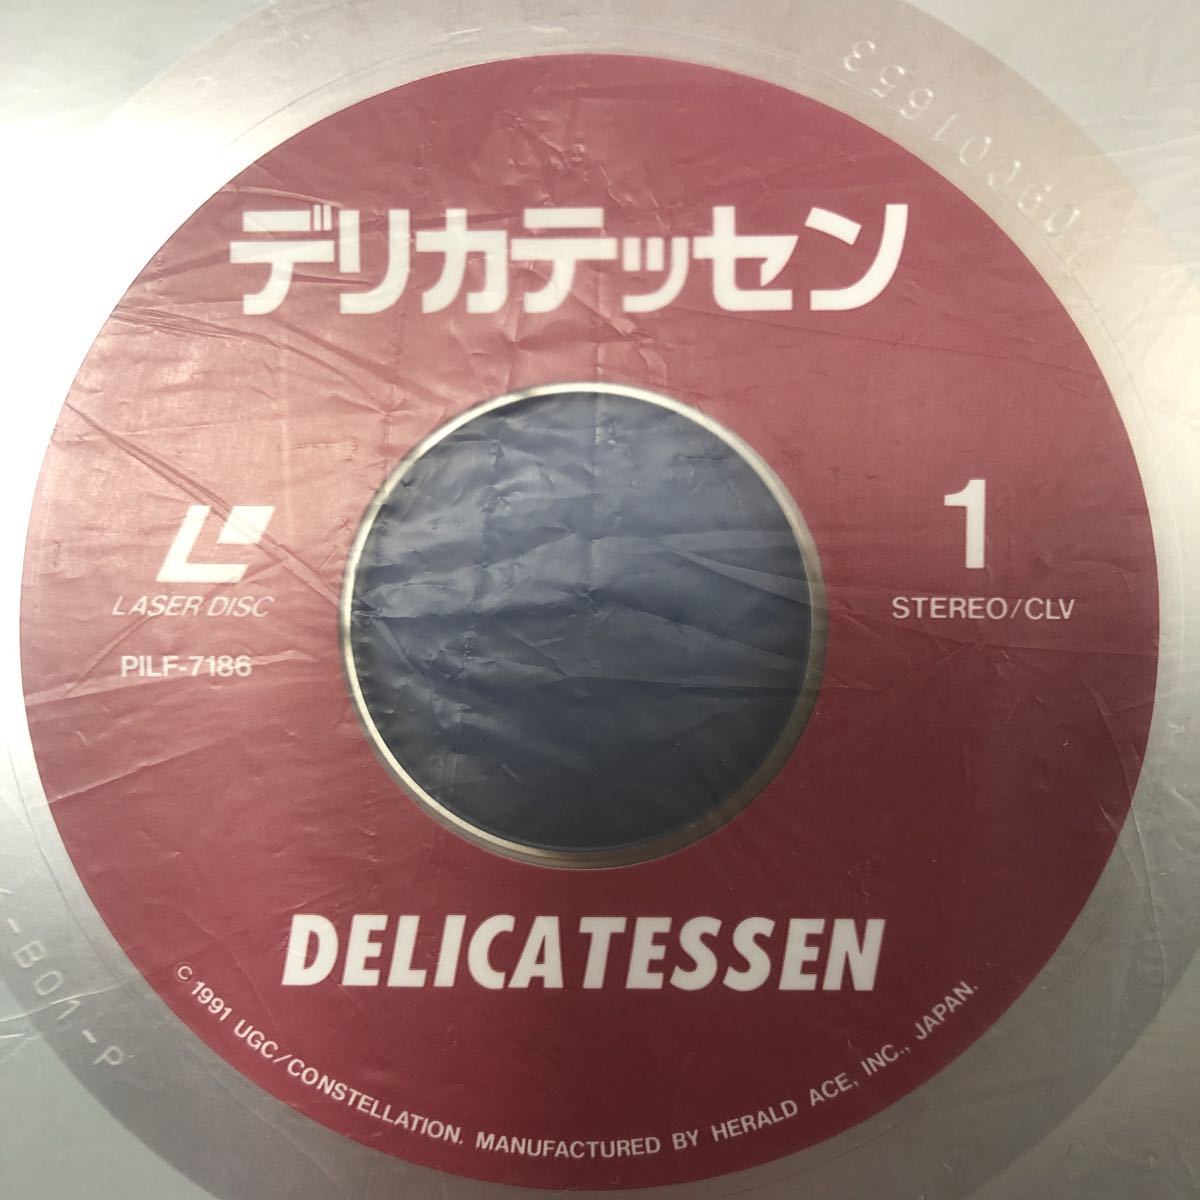 デリカテッセン
1
LASER DISC
STEREO/CLV
PILF-7186
DELICATESSEN
© 1991 UGC/CONSTELLATION. MANUFACTURED BY HERALD ACE, INC., JAPAN.
-B01-P